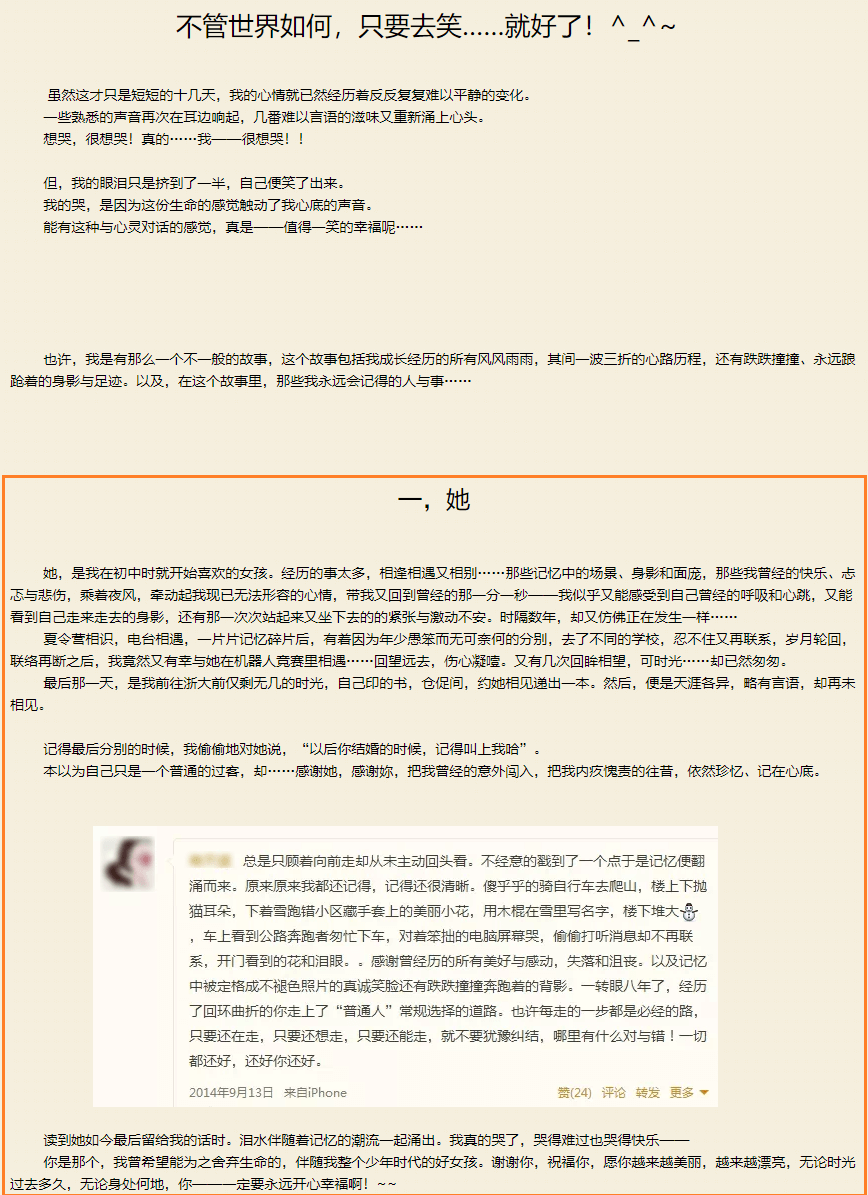 不管世界如何，只要去笑……就好了！^_^~
虽然这才只是短短的十几天，我的心情就已然经历着反反复复难以平静的变化。
一些熟悉的声音再次在耳边响起，几番难以言语的滋味又重新涌上心头。
想哭，很想哭！真的……我——很想哭！！
但，我的眼泪只是挤到了一半，自己便笑了出来。
我的哭，是因为这份生命的感觉触动了我心底的声音。
能有这种与心灵对话的感觉，真是——值得一笑的幸福呢……
也许，我是有那么一个不一般的故事，这个故事包括我成长经历的所有风风雨雨，其间一波三折的心路历程，还有跌跌撞撞、永远踉
跄着的身影与足迹。以及，在这个故事里，那些我永远会记得的人与事……
一，她
她，是我在初中时就开始喜欢的女孩。经历的事太多，相逢相遇又相别……那些记忆中的场景、身影和面庞，那些我曾经的快乐、忐
忑与悲伤，乘着夜风，牵动起我现已无法形容的心情，带我又回到曾经的那一分一秒——我似乎又能感受到自己曾经的呼吸和心跳，又能
看到自己走来走去的身影，还有那一次次站起来又坐下去的的紧张与激动不安。时隔数年，却又仿佛正在发生一样……
夏令营相识，电台相遇，一片片记忆碎片后，有着因为年少愚笨而无可奈何的分别，去了不同的学校，忍不住又再联系，岁月轮回，
联络再断之后，我竟然又有幸与她在机器人竞赛里相遇……回望远去，伤心凝噎。又有几次回眸相望，可时光……却已然匆匆。
最后那一天，是我前往浙大前仅剩无几的时光，自己印的书，仓促间，约她相见递出一本。然后，便是天涯各异，略有言语，却再未
相见。
记得最后分别的时候，我偷偷地对她说，“以后你结婚的时候，记得叫上我哈”。
本以为自己只是一个普通的过客，却……感谢她，感谢妳，把我曾经的意外闯入，把我内疚愧责的往昔，依然珍忆、记在心底。
总是只顾着向前走却从未主动回头看。不经意的戳到了一个点于是记忆便翻
涌而来。原来原来我都还记得，记得还很清晰。傻乎乎的骑自行车去爬山，楼上下抛
猫耳朵，下着雪跑错小区藏手套上的美丽小花，用木棍在雪里写名字，楼下堆大⛄
，车上看到公路奔跑者匆忙下车，对着笨拙的电脑屏幕哭，偷偷打听消息却不再联
系，开门看到的花和泪眼。。感谢曾经历的所有美好与感动，失落和沮丧。以及记忆
中被定格成不褪色照片的真诚笑脸还有跌跌撞撞奔跑着的背影。一转眼八年了，经历
了回环曲折的你走上了“普通人”常规选择的道路。也许每走的一步都是必经的路，
只要还在走，只要还想走，只要还能走，就不要犹豫纠结，哪里有什么对与错！一切
都还好，还好你还好。
2014年9月13日 来自iPhone 赞(24) 评论 转发 更多
读到她如今最后留给我的话时。泪水伴随着记忆的潮流一起涌出。我真的哭了，哭得难过也哭得快乐——
你是那个，我曾希望能为之舍弃生命的，伴随我整个少年时代的好女孩。谢谢你，祝福你，愿你越来越美丽，越来越漂亮，无论时光
过去多久，无论身处何地，你——一定要永远开心幸福啊！~~